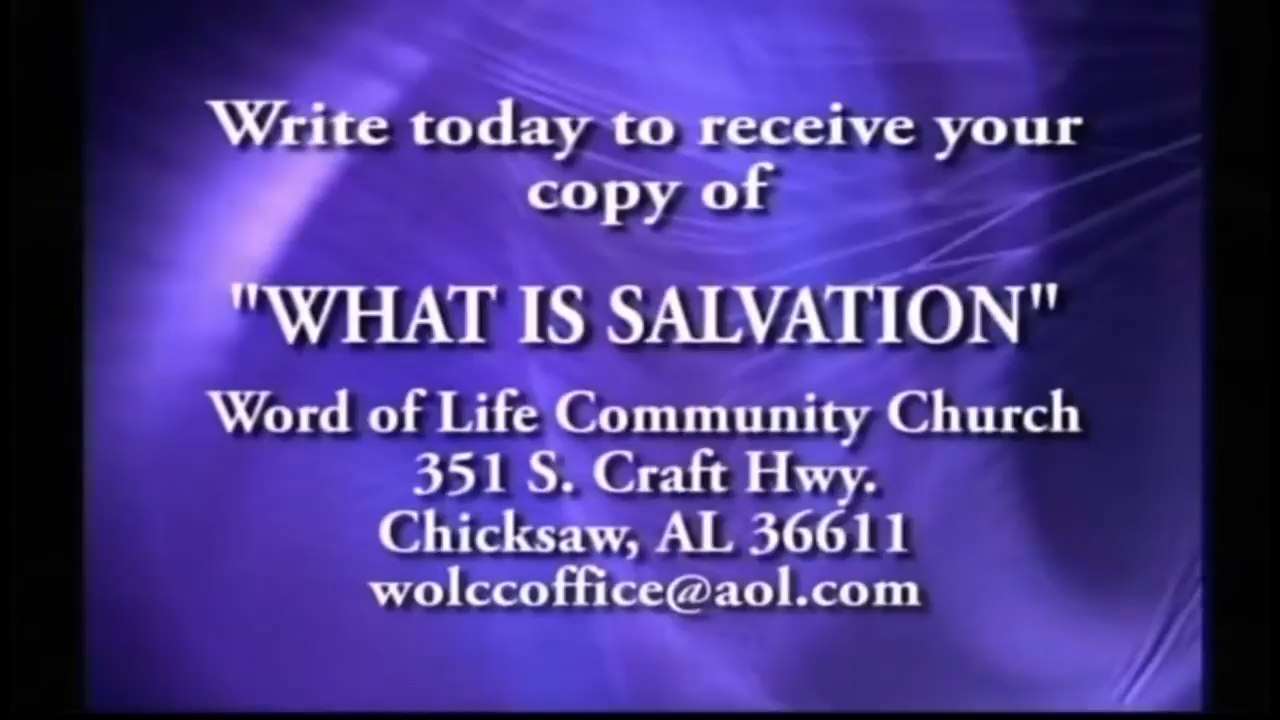 Write today to receive your
copy of
"WHAT IS SALVATION"
Word of Life Community Church
351 S. Craft Hwy.
Chicksaw, AL 36611
wolccoffice@aol.com